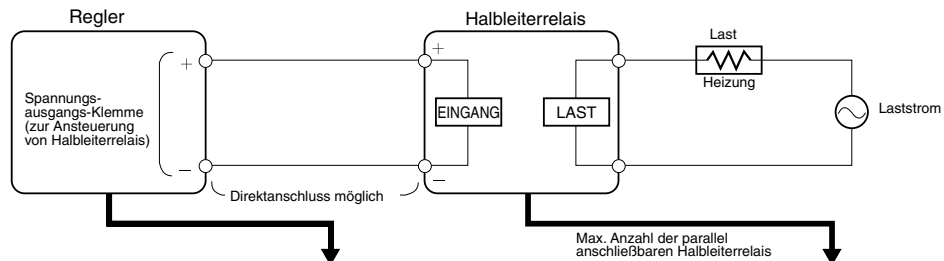 Regler
Halbleiterrelais
Last
+
+
Spannungs-
ausgangs-Klemme
(zur Ansteuerung
von Halbleiterrelais)
EINGANG
LAST
Heizung
Laststrom
−
−
Direktanschluss möglich
Max. Anzahl der parallel
anschließbaren Halbleiterrelais